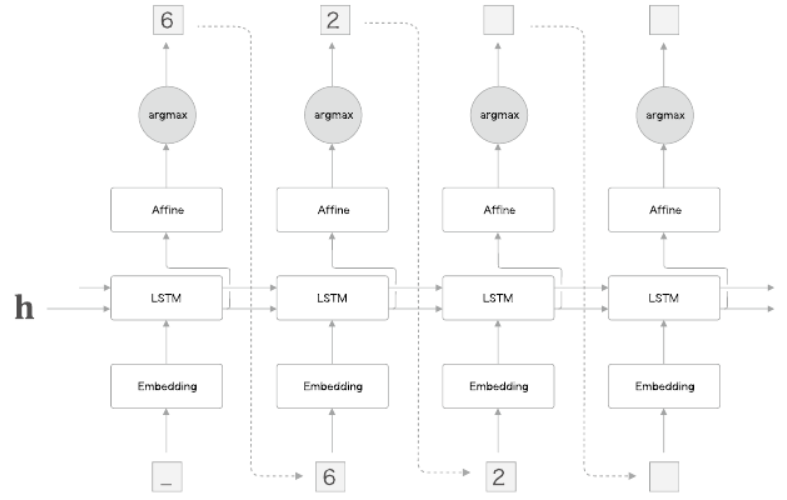 6 2
argmax argmax argmax argmax
Affine Affine Affine Affine
h LSTM LSTM LSTM LSTM
Embedding Embedding Embedding Embedding
_ 6 2